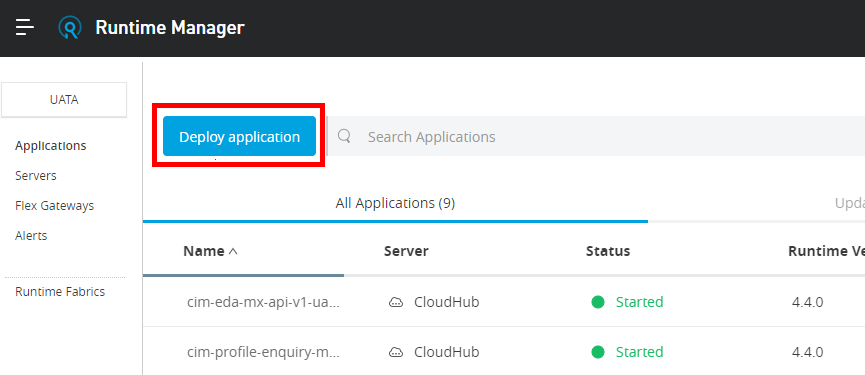 Runtime Manager
UATA
Applications
Servers
Flex Gateways
Alerts
Runtime Fabrics
Deploy application
Search Applications
All Applications (9)
Upda
Name Server Status Runtime Ve
cim-eda-mx-api-v1-ua... CloudHub Started 4.4.0
cim-profile-enquiry-m... CloudHub Started 4.4.0